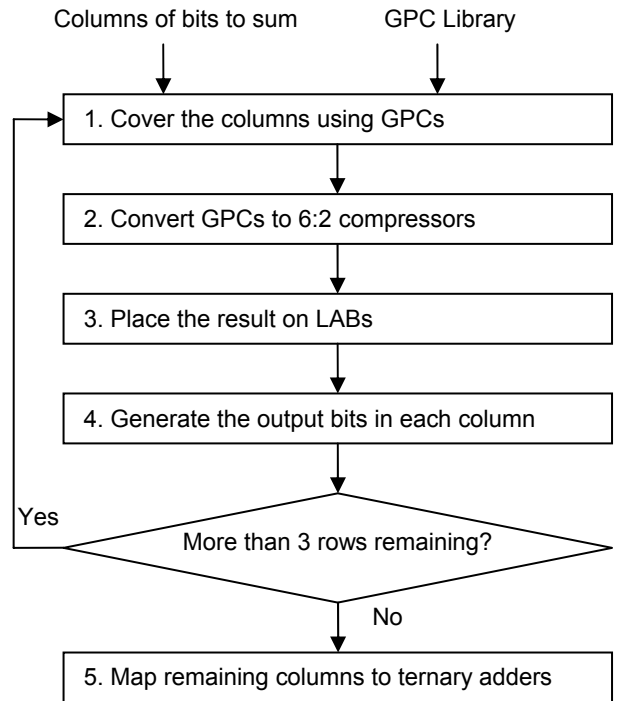 Columns of bits to sum
GPC Library
1. Cover the columns using GPCs
2. Convert GPCs to 6:2 compressors
3. Place the result on LABs
4. Generate the output bits in each column
Yes
More than 3 rows remaining?
No
5. Map remaining columns to ternary adders